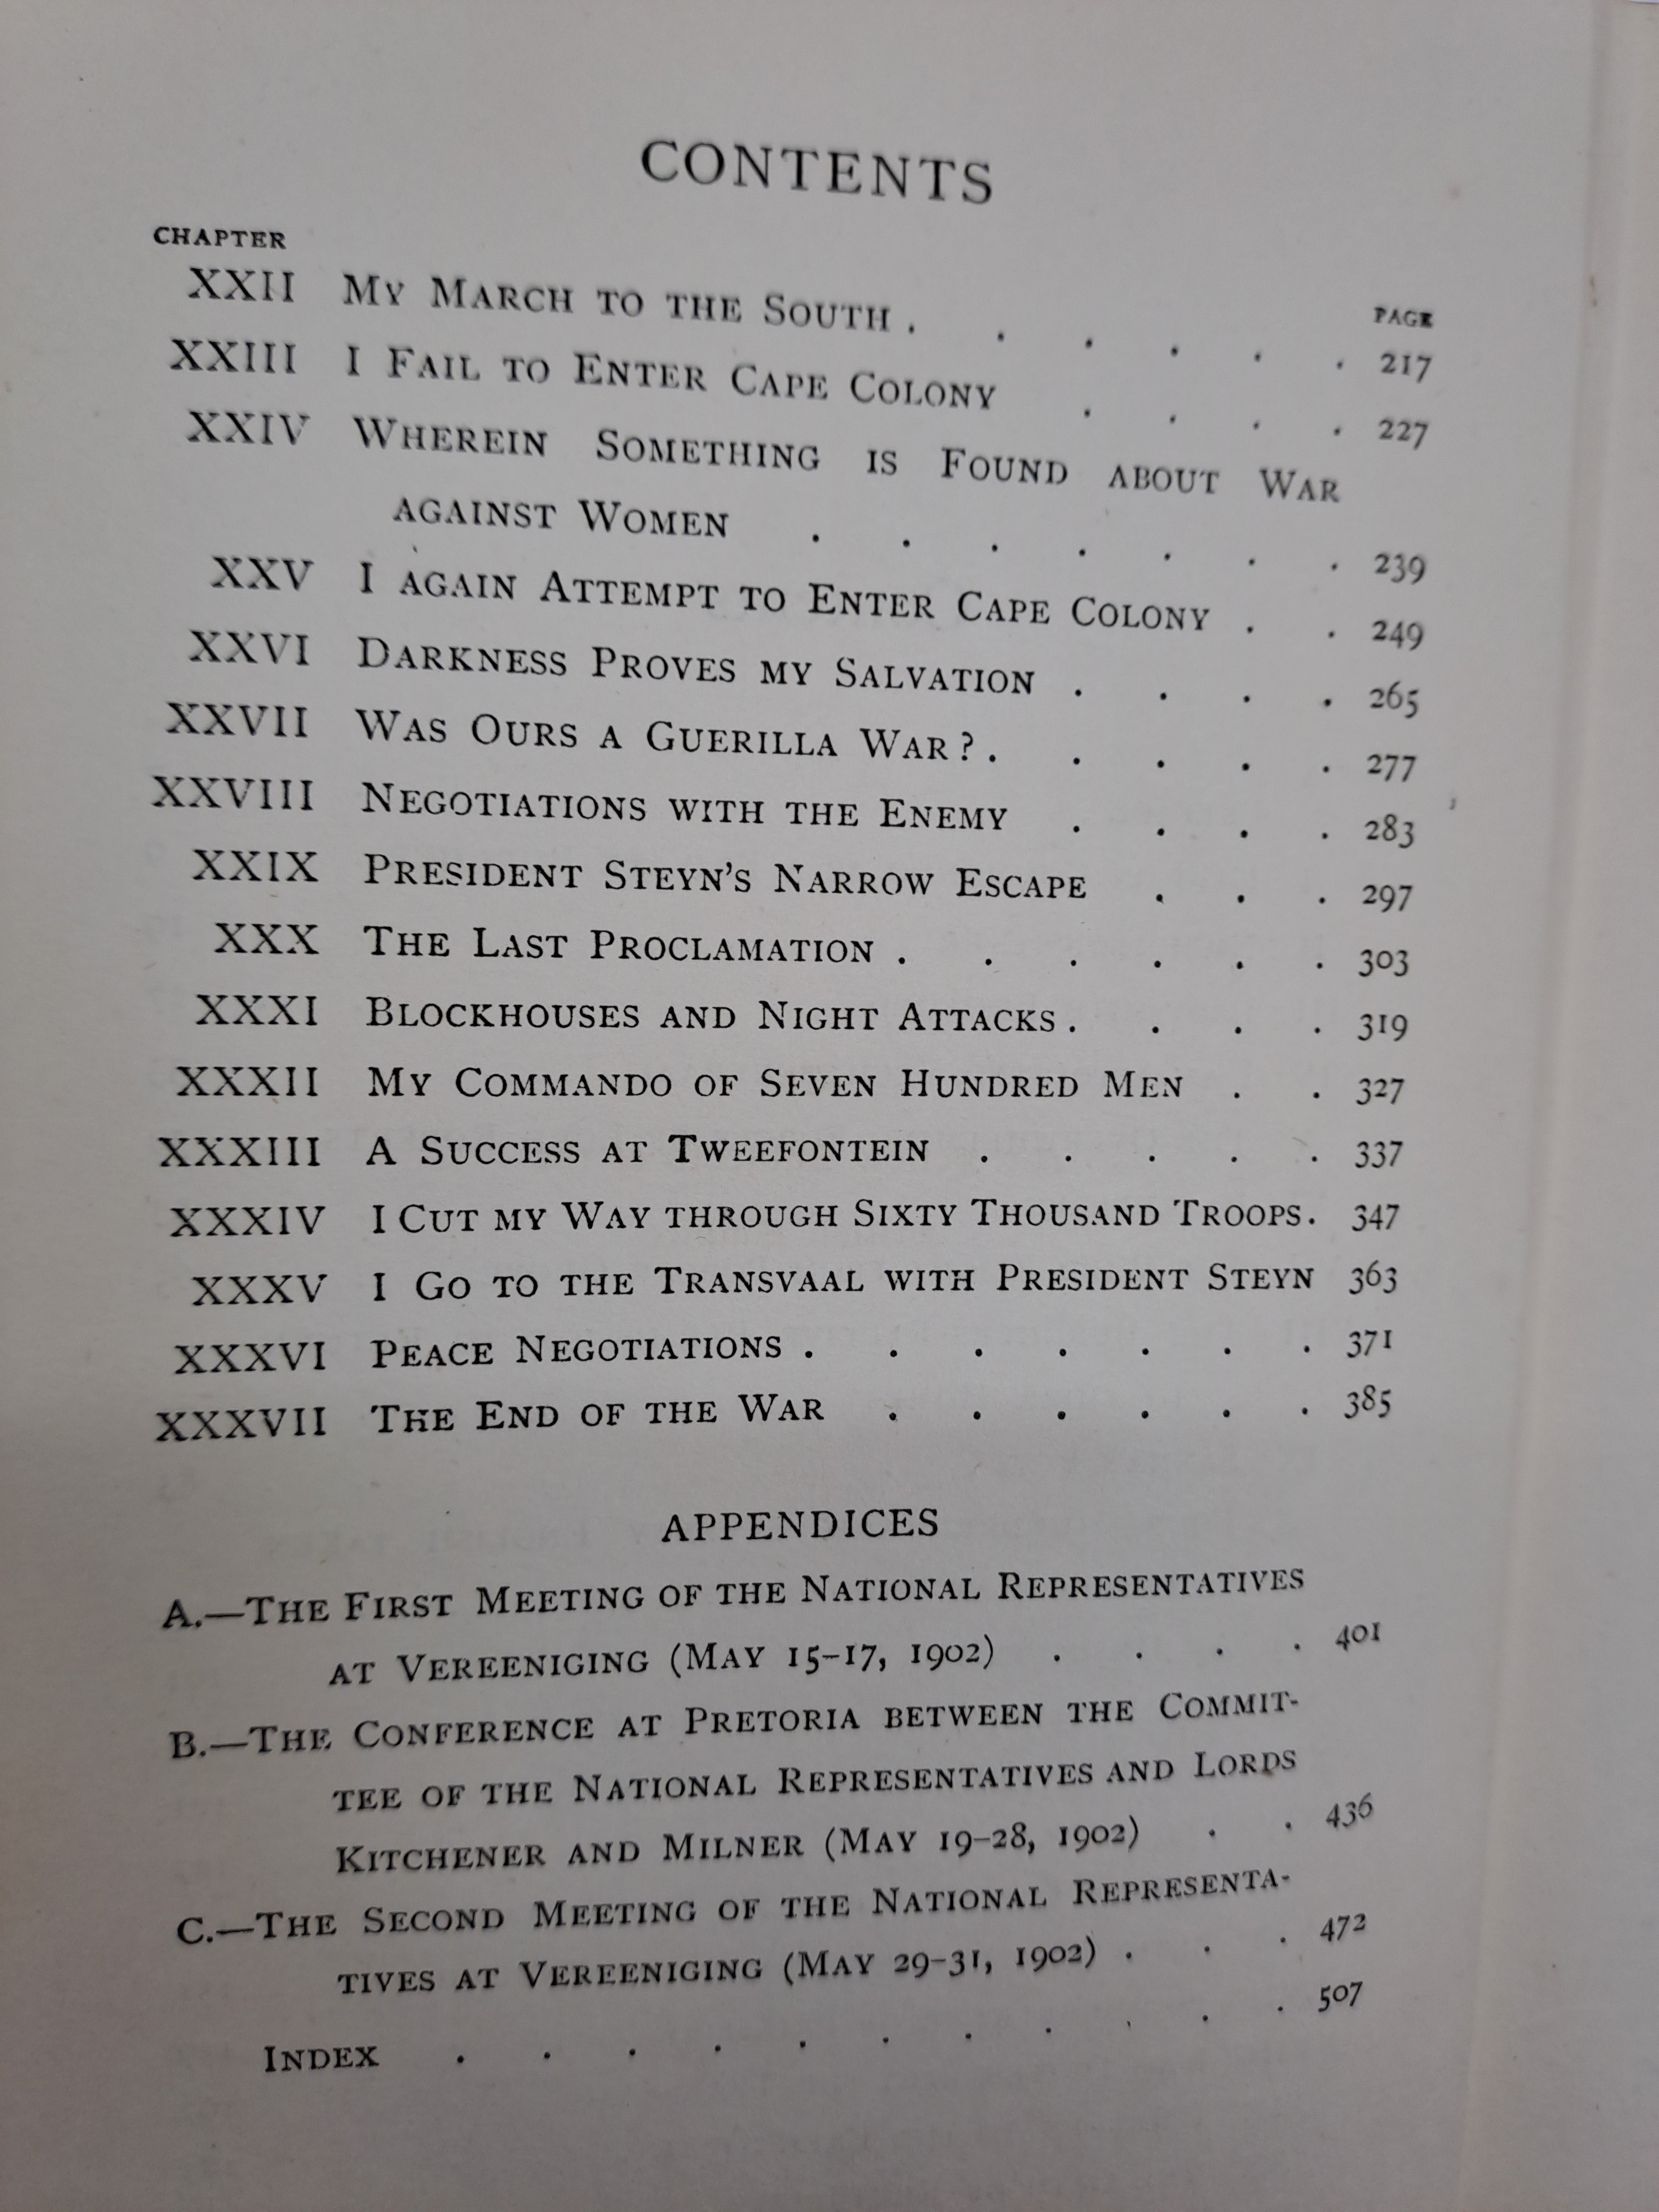 CONTENTS
CHAPTER
PAGE
XXII My March to the South . . . . . . 217
XXIII I Fail to Enter Cape Colony . . . . 227
XXIV Wherein Something is Found about War
against Women . . . . . . . 239
XXV I again Attempt to Enter Cape Colony . . 249
XXVI Darkness Proves my Salvation . . . . 265
XXVII Was Ours a Guerilla War? . . . . . 277
XXVIII Negotiations with the Enemy . . . . 283
XXIX President Steyn's Narrow Escape . . . 297
XXX The Last Proclamation . . . . . . 303
XXXI Blockhouses and Night Attacks . . . . 319
XXXII My Commando of Seven Hundred Men . . 327
XXXIII A Success at Tweefontein . . . . . 337
XXXIV I Cut my Way through Sixty Thousand Troops . 347
XXXV I Go to the Transvaal with President Steyn 363
XXXVI Peace Negotiations . . . . . . . 371
XXXVII The End of the War . . . . . . 385
APPENDICES
A.—The First Meeting of the National Representatives
at Vereeniging (May 15-17, 1902) . . . . 401
B.—The Conference at Pretoria between the Commit-
tee of the National Representatives and Lords
Kitchener and Milner (May 19-28, 1902) . . 436
C.—The Second Meeting of the National Representa-
tives at Vereeniging (May 29-31, 1902) . . . 472
Index . . . . . . . . . . . 507